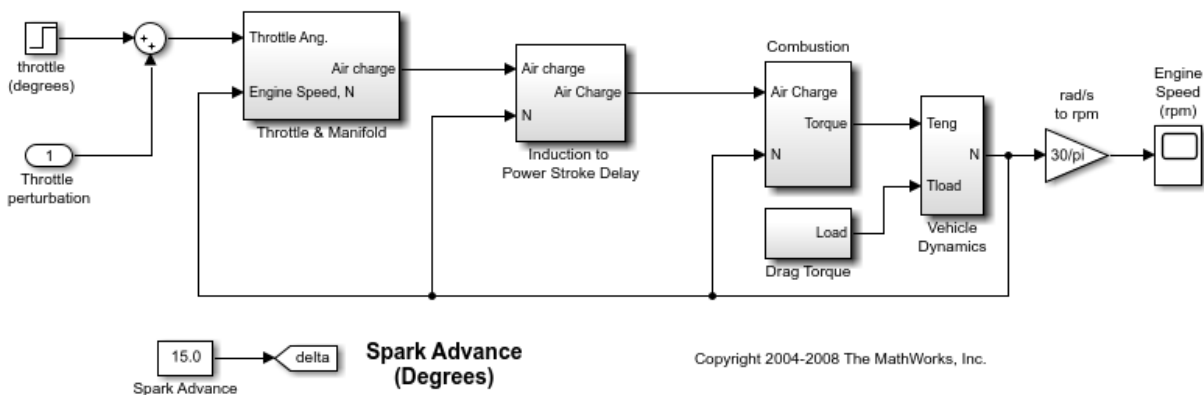 throttle
(degrees)
+
+
1
Throttle
perturbation
Throttle Ang.
Air charge
Engine Speed, N
Throttle & Manifold
Air charge
Air Charge
N
Induction to
Power Stroke Delay
Combustion
Air Charge
Torque
N
Load
Drag Torque
Teng
N
Tload
Vehicle
Dynamics
rad/s
to rpm
30/pi
Engine
Speed
(rpm)
15.0
Spark Advance
delta
Spark Advance
(Degrees)
Copyright 2004-2008 The MathWorks, Inc.